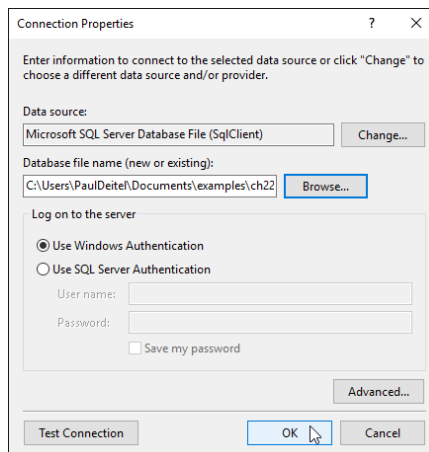 Connection Properties ?
Enter information to connect to the selected data source or click "Change" to
choose a different data source and/or provider.
Data source:
Microsoft SQL Server Database File (SqlClient) Change...
Database file name (new or existing):
C:\Users\PaulDeitel\Documents\examples\ch22 Browse...
Log on to the server
Use Windows Authentication
Use SQL Server Authentication
User name:
Password:
Save my password
Advanced...
Test Connection OK Cancel